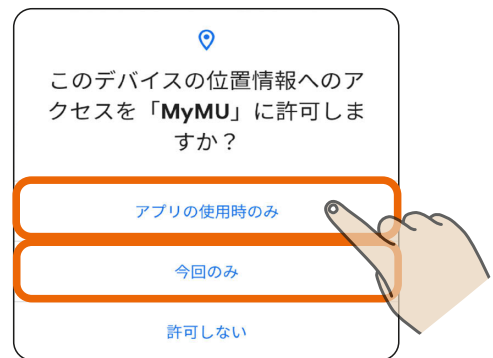 このデバイスの位置情報へのア
クセスを「MyMU」に許可しま
すか？
アプリの使用時のみ
今回のみ
許可しない